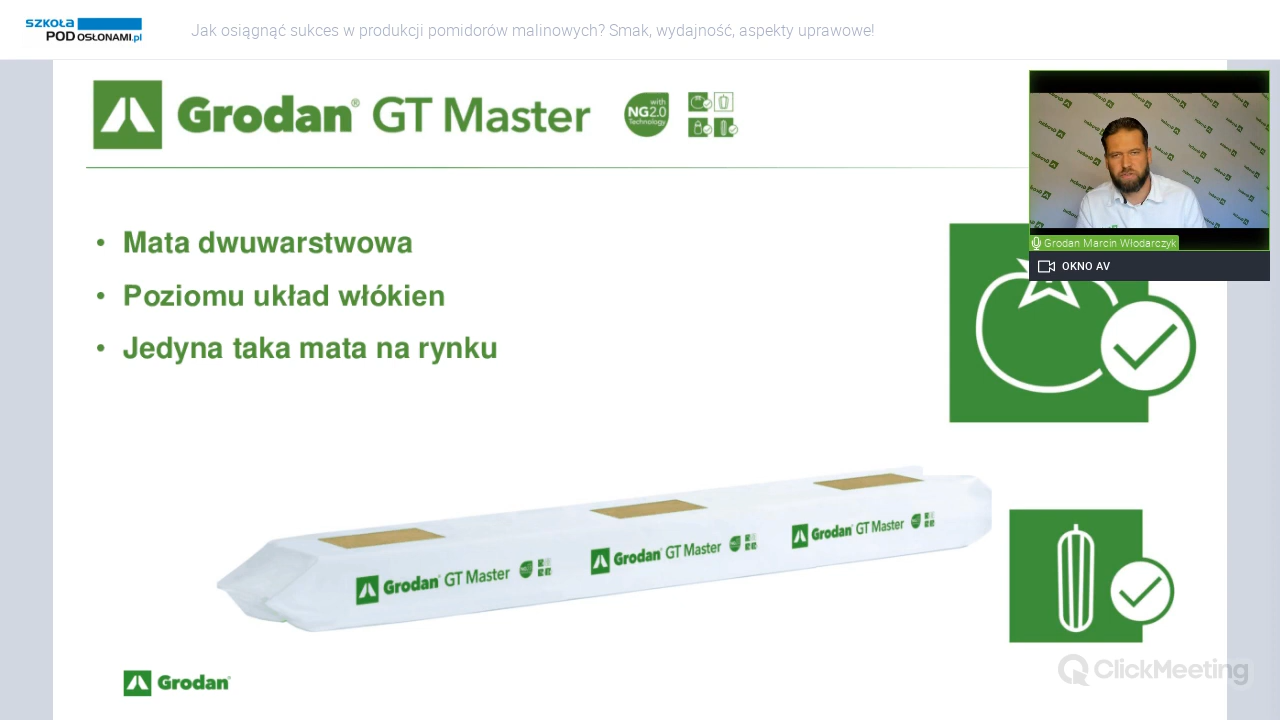 SZKOŁA
POD OSŁONAMI.pl
Jak osiągnąć sukces w produkcji pomidorów malinowych? Smak, wydajność, aspekty uprawowe!
Grodan® GT Master
with
NG2.0
Technology
Grodan Marcin Włodarczyk
OKNO AV
• Mata dwuwarstwowa
• Poziomu układ włókien
• Jedyna taka mata na rynku
Grodan GT Master
Grodan GT Master
Grodan GT Master
Grodan
ClickMeeting